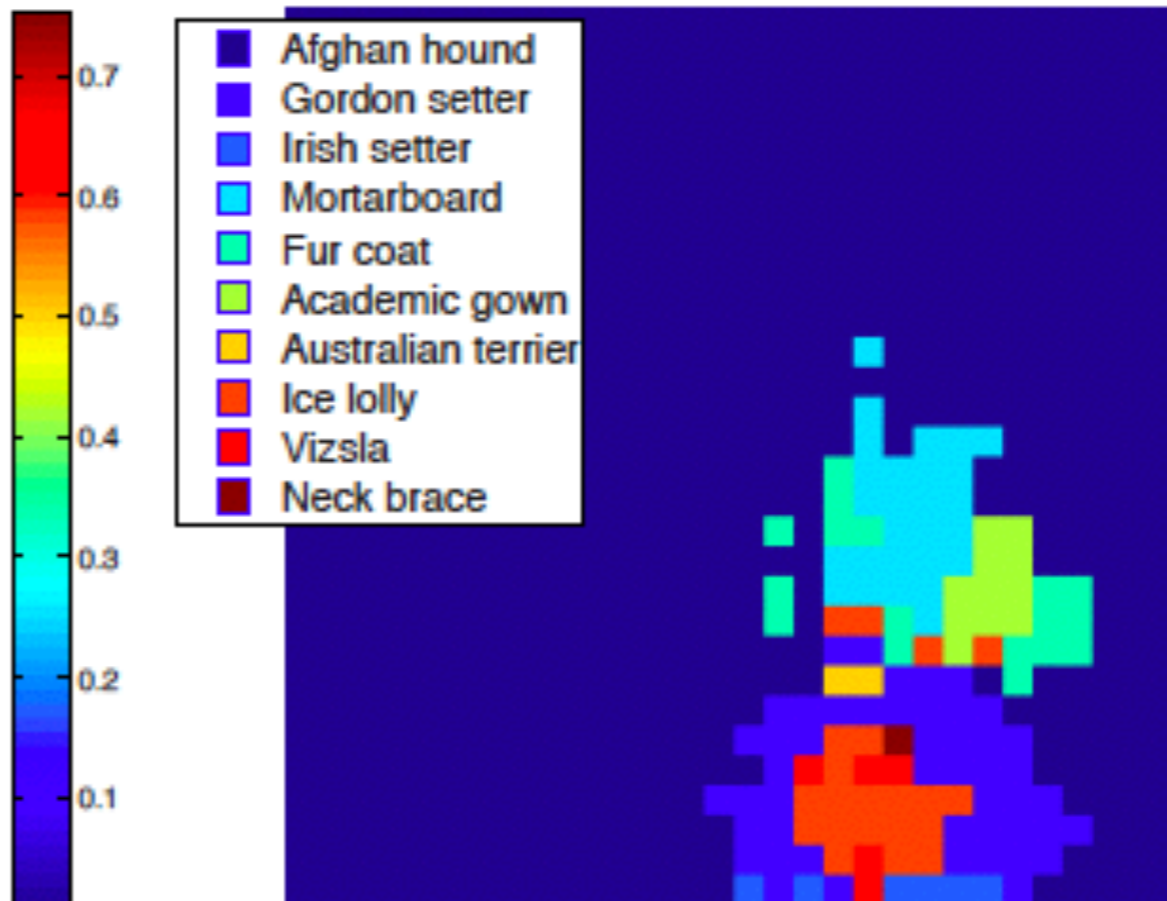 0.7
0.6
0.5
0.4
0.3
0.2
0.1
Afghan hound
Gordon setter
Irish setter
Mortarboard
Fur coat
Academic gown
Australian terrier
Ice lolly
Vizsla
Neck brace